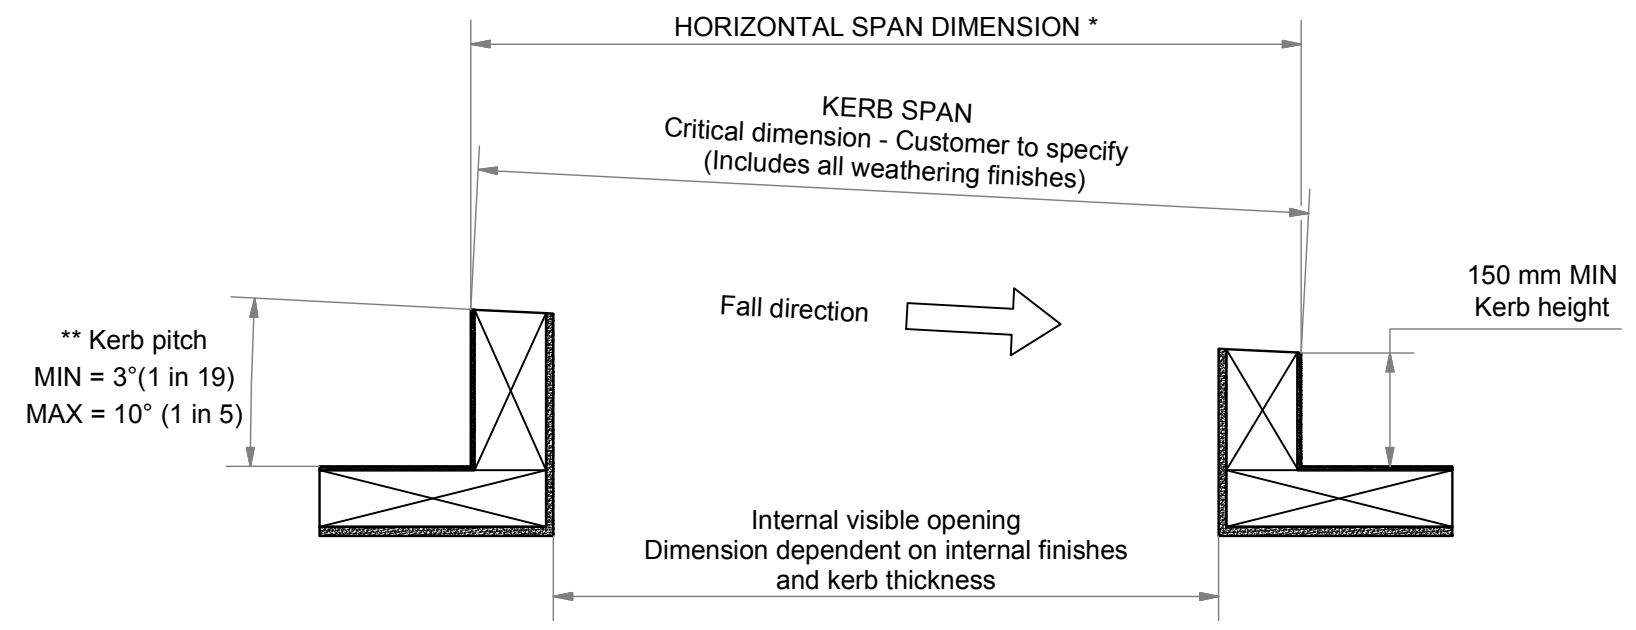 HORIZONTAL SPAN DIMENSION *
KERB SPAN
Critical dimension - Customer to specify
(Includes all weathering finishes)
Fall direction
150 mm MIN
Kerb height
** Kerb pitch
MIN = 3°(1 in 19)
MAX = 10° (1 in 5)
Internal visible opening
Dimension dependent on internal finishes
and kerb thickness